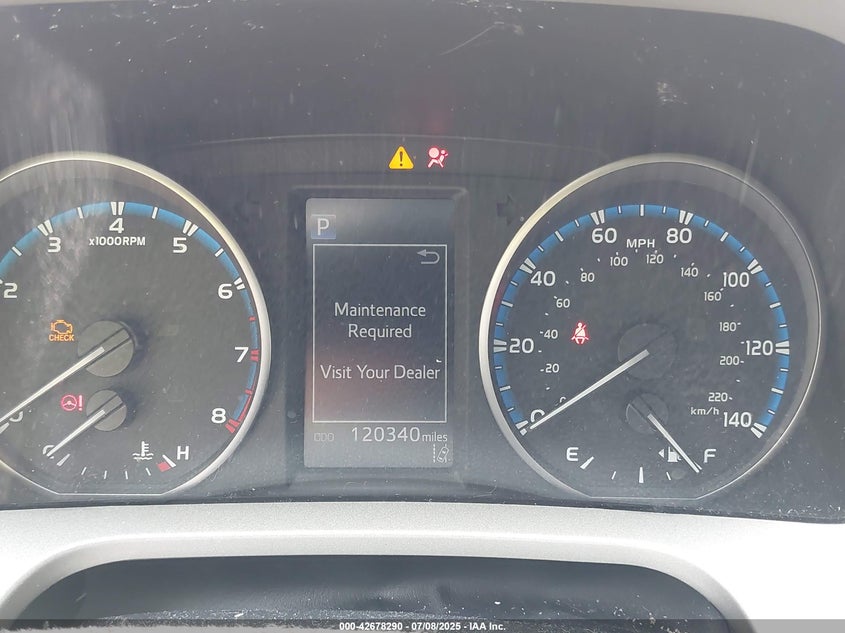 P
Maintenance
Required
Visit Your Dealer
ODO 120340 miles
2 3 4 5 6 7 8
x1000RPM
CHECK
H
0 20 40 60 80 100 120 140
MPH
20 40 60 80 100 120 140 160 180 200 220
km/h
E F
000-42678290 - 07/08/2025 - IAA Inc.